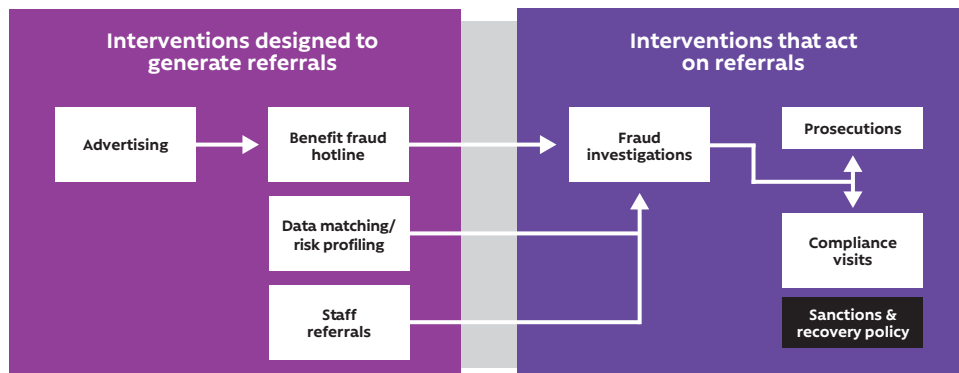 Interventions designed to
generate referrals
Advertising
Benefit fraud
hotline
Data matching/
risk profiling
Staff
referrals
Interventions that act
on referrals
Fraud
investigations
Prosecutions
Compliance
visits
Sanctions &
recovery policy